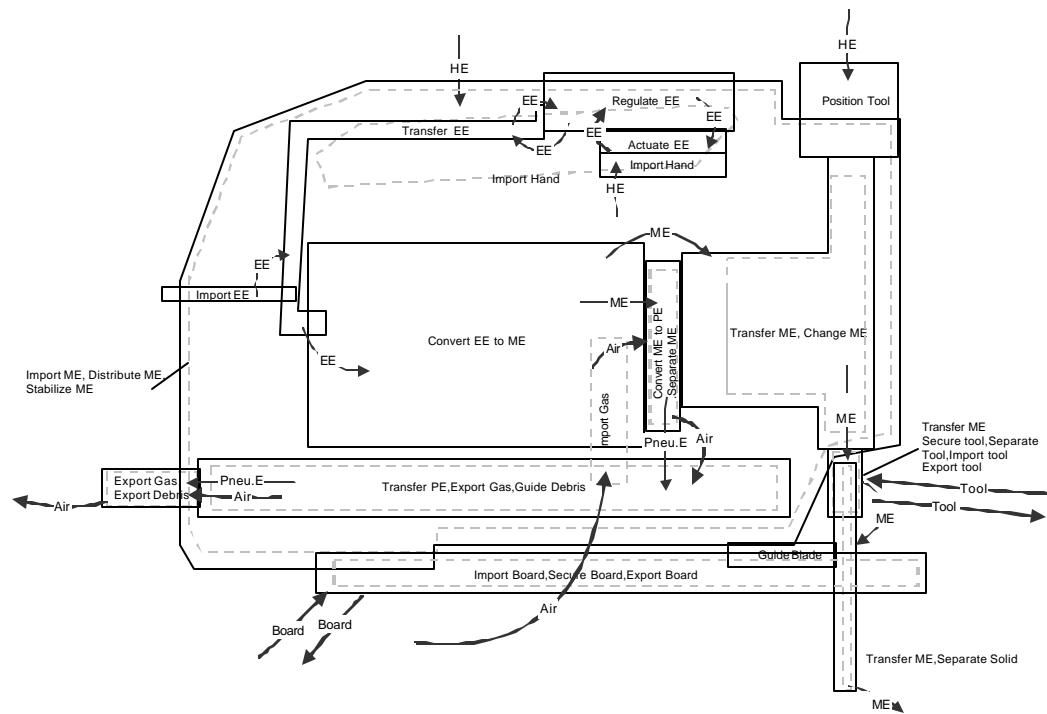 HE
HE
EE
Regulate EE
Position Tool
EE
Transfer EE
EE
EE
Actuate EE
Import Hand
Import Hand
HE
ME
EE
Import EE
ME
Convert EE to ME
Convert ME to PE
,Separate ME
Transfer ME, Change ME
Air
EE
Import ME, Distribute ME
Stabilize ME
mport Gas
ME
Transfer ME
Secure tool,Separate
Tool,Import tool
Export tool
Pneu.E
Air
Export Gas
Export Debris
Pneu.E
Air
Air
Transfer PE,Export Gas,Guide Debris
Tool
Tool
ME
Guide Blade
Import Board,Secure Board,Export Board
Air
Board
Board
Transfer ME,Separate Solid
ME